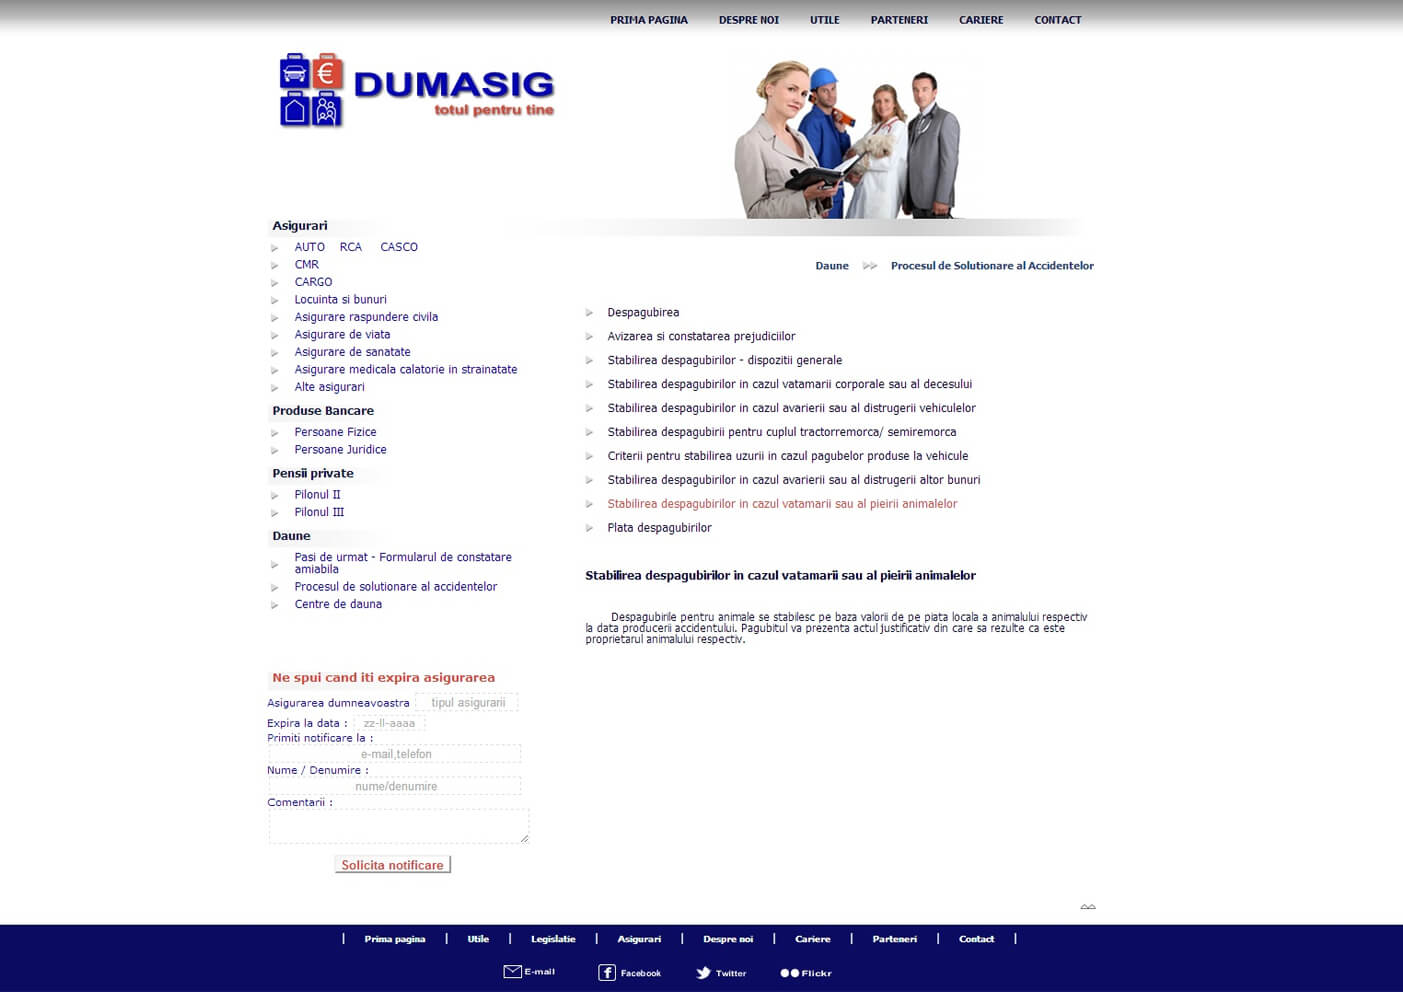 PRIMA PAGINA DESPRE NOI UTILE PARTENERI CARIERE CONTACT
€ DUMASIG
totul pentru tine
Asigurari
AUTO RCA CASCO
CMR
CARGO
Locuinta si bunuri
Asigurare raspundere civila
Asigurare de viata
Asigurare de sanatate
Asigurare medicala calatorie in strainatate
Alte asigurari
Produse Bancare
Persoane Fizice
Persoane Juridice
Pensii private
Pilonul II
Pilonul III
Daune
Pasi de urmat - Formularul de constatare
amiabila
Procesul de solutionare al accidentelor
Centre de dauna
Ne spui cand iti expira asigurarea
Asigurarea dumneavoastra tipul asigurarii
Expira la data : zz-ll-aaaa
Primiti notificare la :
e-mail,telefon
Nume / Denumire :
nume/denumire
Comentarii :
Solicita notificare
Daune Procesul de Solutionare al Accidentelor
Despagubirea
Avizarea si constatarea prejudiciilor
Stabilirea despagubirilor - dispozitii generale
Stabilirea despagubirilor in cazul vatamarii corporale sau al decesului
Stabilirea despagubirilor in cazul avarierii sau al distrugerii vehiculelor
Stabilirea despagubirii pentru cuplul tractorremorca/ semiremorca
Criterii pentru stabilirea uzurii in cazul pagubelor produse la vehicule
Stabilirea despagubirilor in cazul avarierii sau al distrugerii altor bunuri
Stabilirea despagubirilor in cazul vatamarii sau al pieirii animalelor
Plata despagubirilor
Stabilirea despagubirilor in cazul vatamarii sau al pieirii animalelor
Despagubirile pentru animale se stabilesc pe baza valorii de pe piata locala a animalului respectiv
la data producerii accidentului. Pagubitul va prezenta actul justificativ din care sa rezulte ca este
proprietarul animalului respectiv.
| Prima pagina | Utile | Legislatie | Asigurari | Despre noi | Cariere | Parteneri | Contact |
E-mail Facebook Twitter Flickr